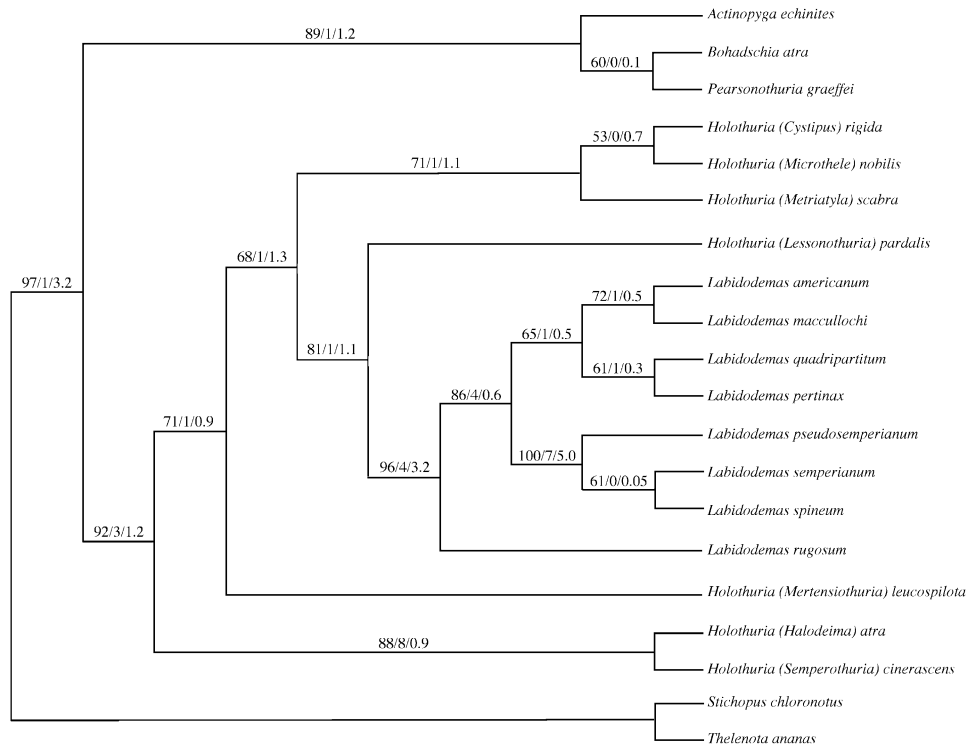 Actinopyga echinites
89/1/1.2
Bohadschia atra
60/0/0.1
Pearsonothuria graeffei
Holothuria (Cystipus) rigida
53/0/0.7
Holothuria (Microthele) nobilis
71/1/1.1
Holothuria (Metriatyla) scabra
Holothuria (Lessonothuria) pardalis
68/1/1.3
97/1/3.2
Labidodemas americanum
72/1/0.5
Labidodemas maccullochi
65/1/0.5
81/1/1.1
Labidodemas quadripartitum
61/1/0.3
Labidodemas pertinax
86/4/0.6
71/1/0.9
Labidodemas pseudosemperianum
100/7/5.0
96/4/3.2
Labidodemas semperianum
61/0/0.05
Labidodemas spineum
92/3/1.2
Labidodemas rugosum
Holothuria (Mertensiothuria) leucospilota
Holothuria (Halodeima) atra
88/8/0.9
Holothuria (Semperothuria) cinerascens
Stichopus chloronotus
Thelenota ananas